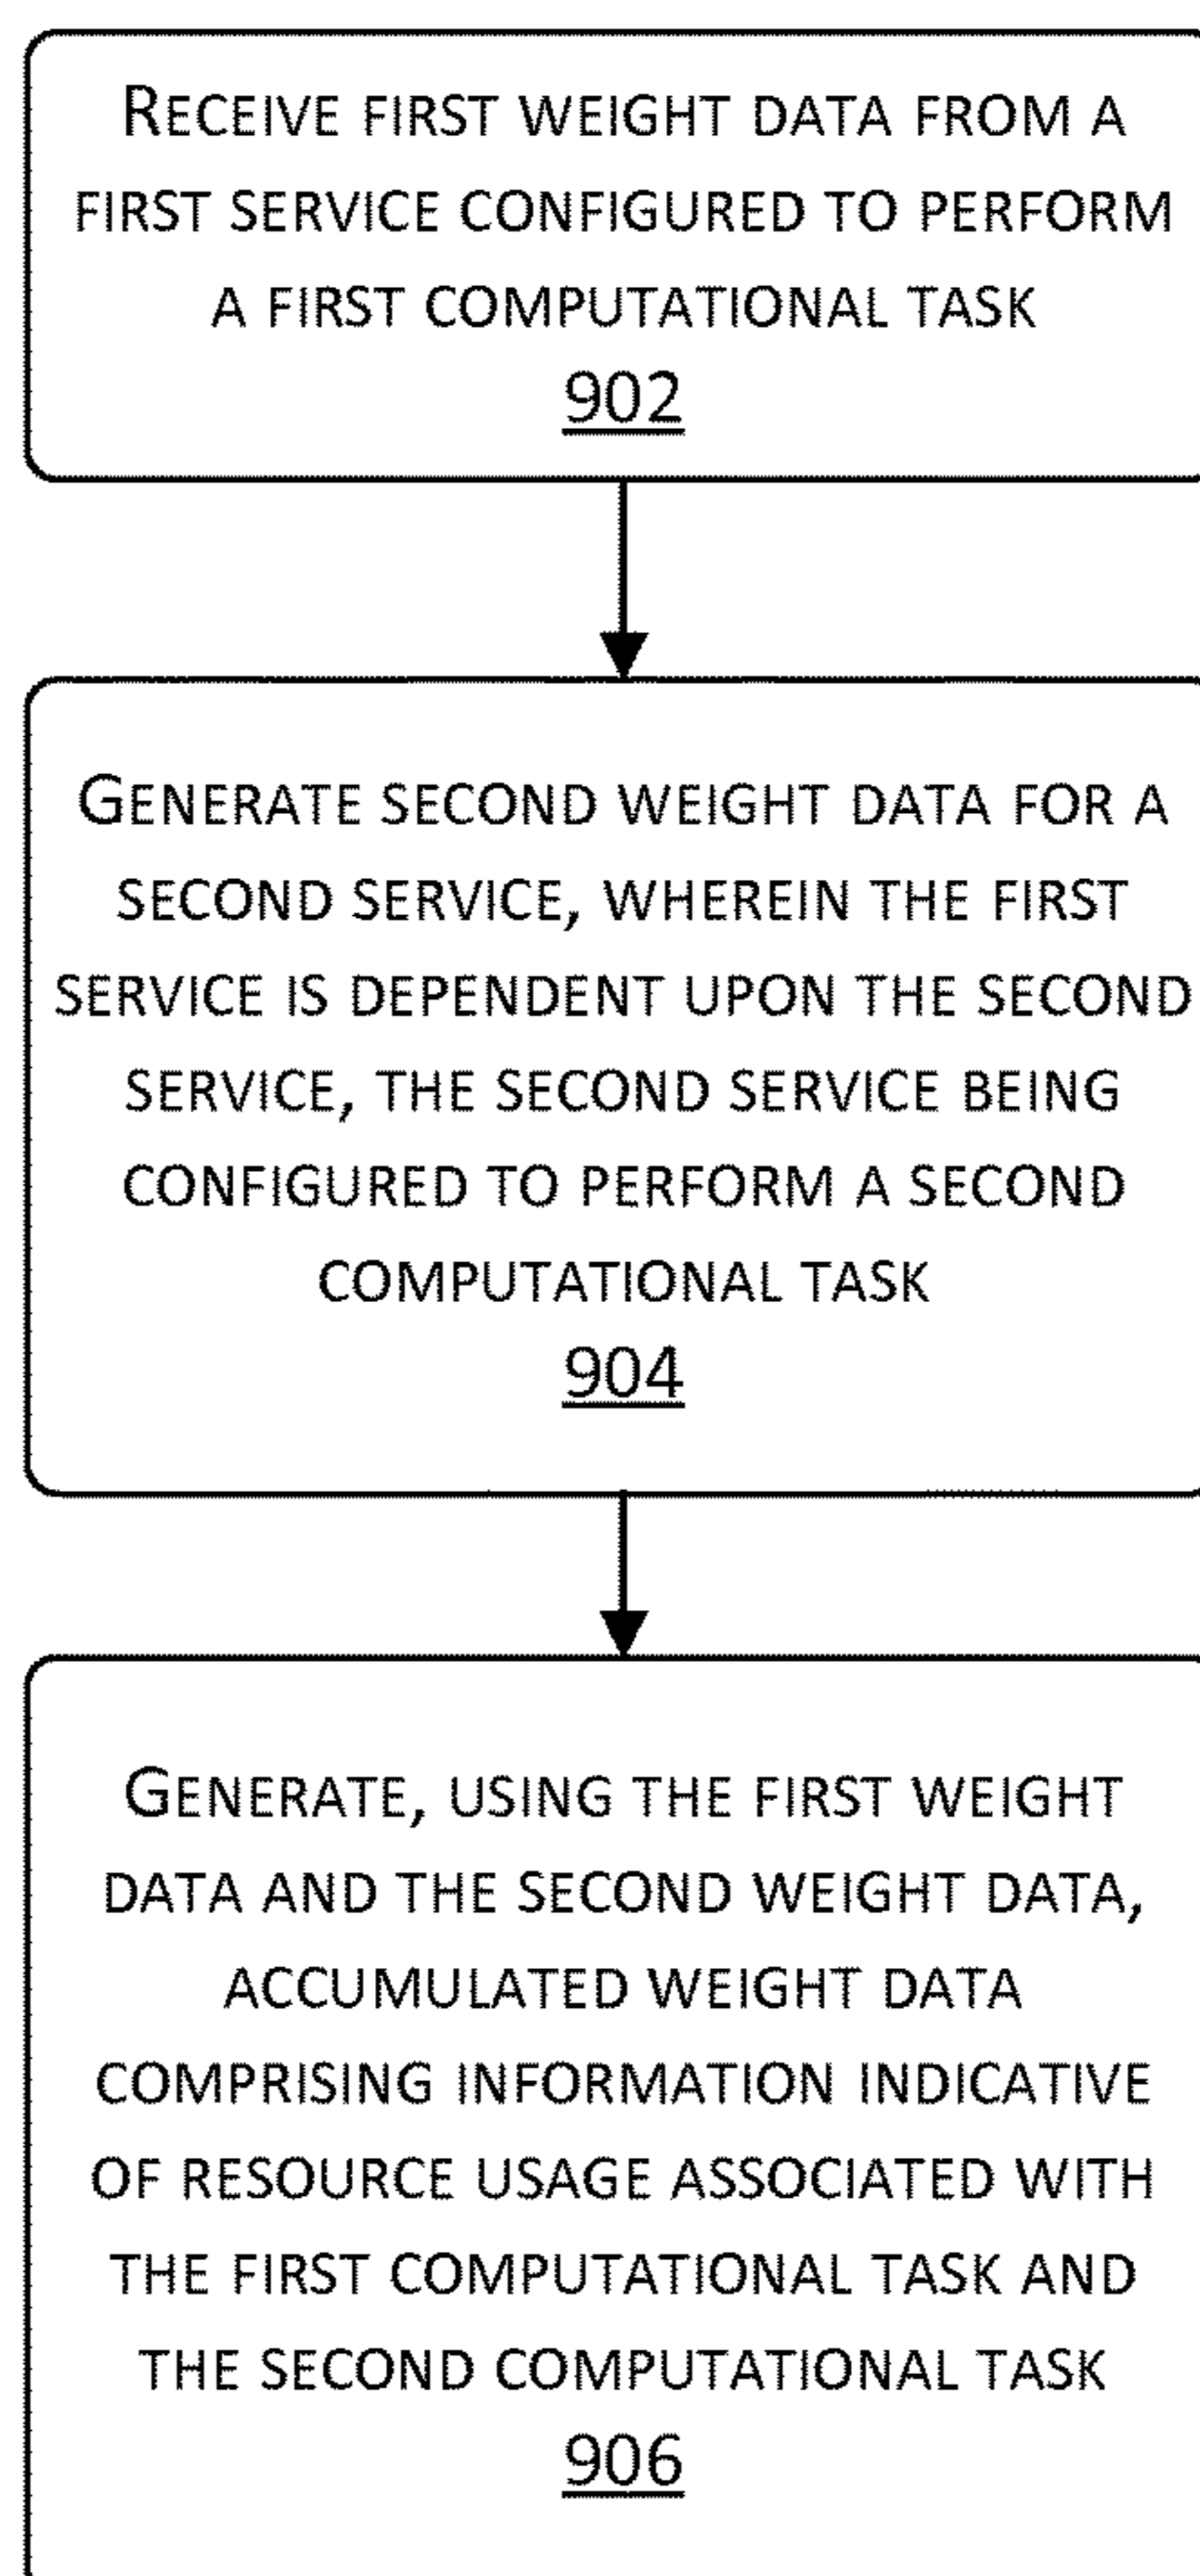 RECEIVE FIRST WEIGHT DATA FROM A
FIRST SERVICE CONFIGURED TO PERFORM
A FIRST COMPUTATIONAL TASK
902
GENERATE SECOND WEIGHT DATA FOR A
SECOND SERVICE, WHEREIN THE FIRST
SERVICE IS DEPENDENT UPON THE SECOND
SERVICE, THE SECOND SERVICE BEING
CONFIGURED TO PERFORM A SECOND
COMPUTATIONAL TASK
904
GENERATE, USING THE FIRST WEIGHT
DATA AND THE SECOND WEIGHT DATA,
ACCUMULATED WEIGHT DATA
COMPRISING INFORMATION INDICATIVE
OF RESOURCE USAGE ASSOCIATED WITH
THE FIRST COMPUTATIONAL TASK AND
THE SECOND COMPUTATIONAL TASK
906